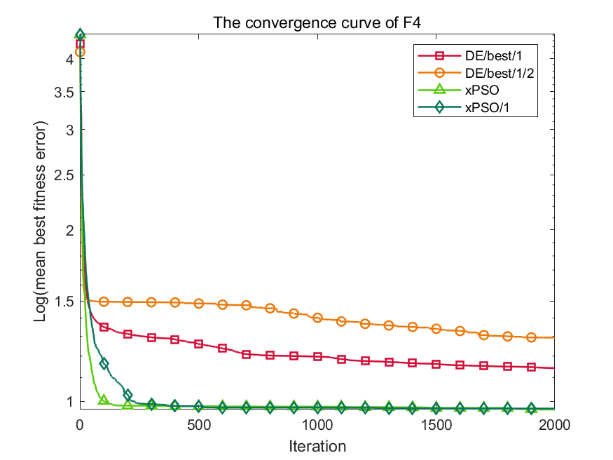 The convergence curve of F4
DE/best/1
DE/best/1/2
xPSO
xPSO/1
Log(mean best fitness error)
4
3.5
3
2.5
2
1.5
1
0
500
1000
1500
2000
Iteration